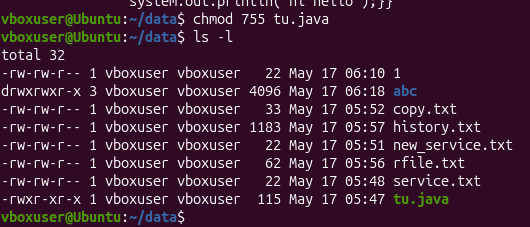 system.out.println("hi hello");}}
vboxuser@Ubuntu:~/data$ chmod 755 tu.java
vboxuser@Ubuntu:~/data$ ls -l
total 32
-rw-rw-r-- 1 vboxuser vboxuser   22 May 17 06:10 1
drwxrwxr-x 3 vboxuser vboxuser 4096 May 17 06:18 abc
-rw-rw-r-- 1 vboxuser vboxuser   33 May 17 05:52 copy.txt
-rw-rw-r-- 1 vboxuser vboxuser 1183 May 17 05:57 history.txt
-rw-rw-r-- 1 vboxuser vboxuser   22 May 17 05:51 new_service.txt
-rw-rw-r-- 1 vboxuser vboxuser   62 May 17 05:56 rfile.txt
-rw-rw-r-- 1 vboxuser vboxuser   22 May 17 05:48 service.txt
-rwxr-xr-x 1 vboxuser vboxuser  115 May 17 05:47 tu.java
vboxuser@Ubuntu:~/data$